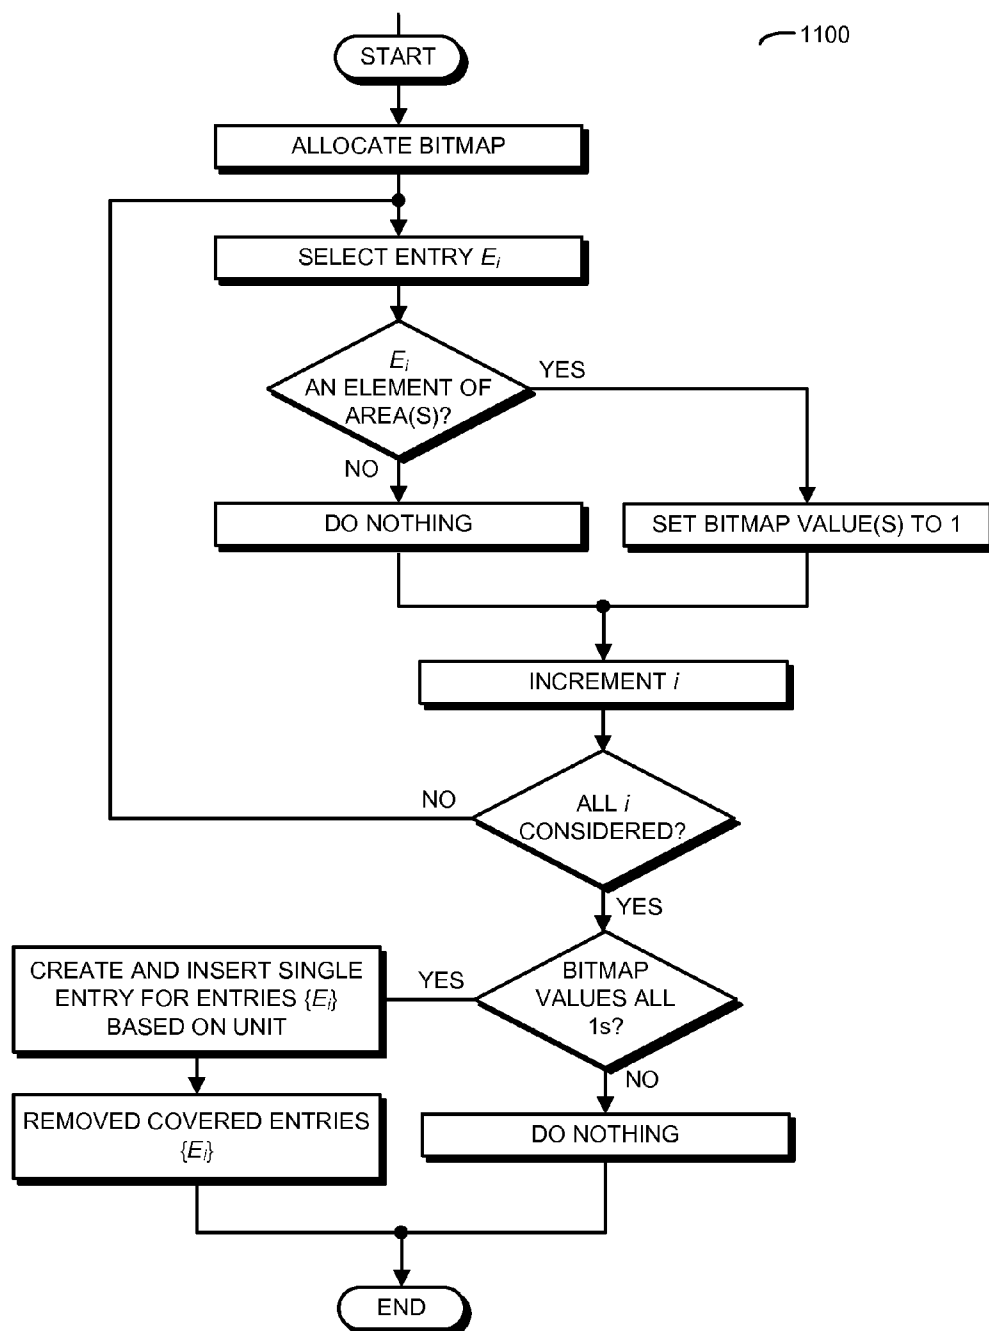 1100
START
ALLOCATE BITMAP
SELECT ENTRY Ei
Ei
AN ELEMENT OF
AREA(S)?
YES
NO
DO NOTHING
SET BITMAP VALUE(S) TO 1
INCREMENT i
NO
ALL i
CONSIDERED?
YES
CREATE AND INSERT SINGLE
ENTRY FOR ENTRIES {Ei}
BASED ON UNIT
YES
BITMAP
VALUES ALL
1s?
NO
REMOVED COVERED ENTRIES
{Ei}
DO NOTHING
END